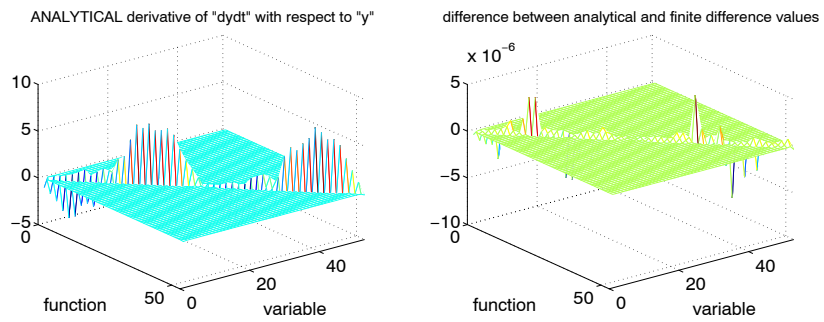 ANALYTICAL derivative of "dydt" with respect to "y"
10
5
0
−5
0
50
function
0
20
40
variable
difference between analytical and finite difference values
x 10−6
5
0
−5
−10
0
50
function
0
20
40
variable